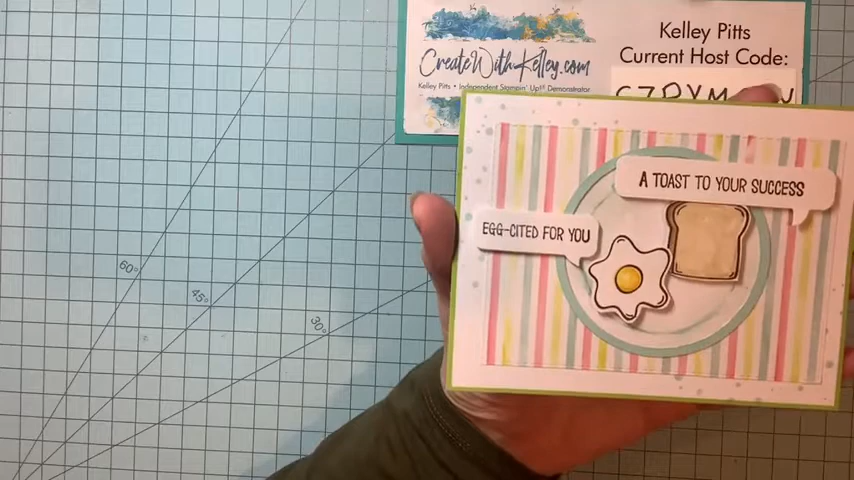 Kelley Pitts
Current Host Code:
CreateWithKelley.com
Kelley Pitts • Independent Stampin' Up!® Demonstrator
A TOAST TO YOUR SUCCESS
EGG-CITED FOR YOU
60°
45°
30°